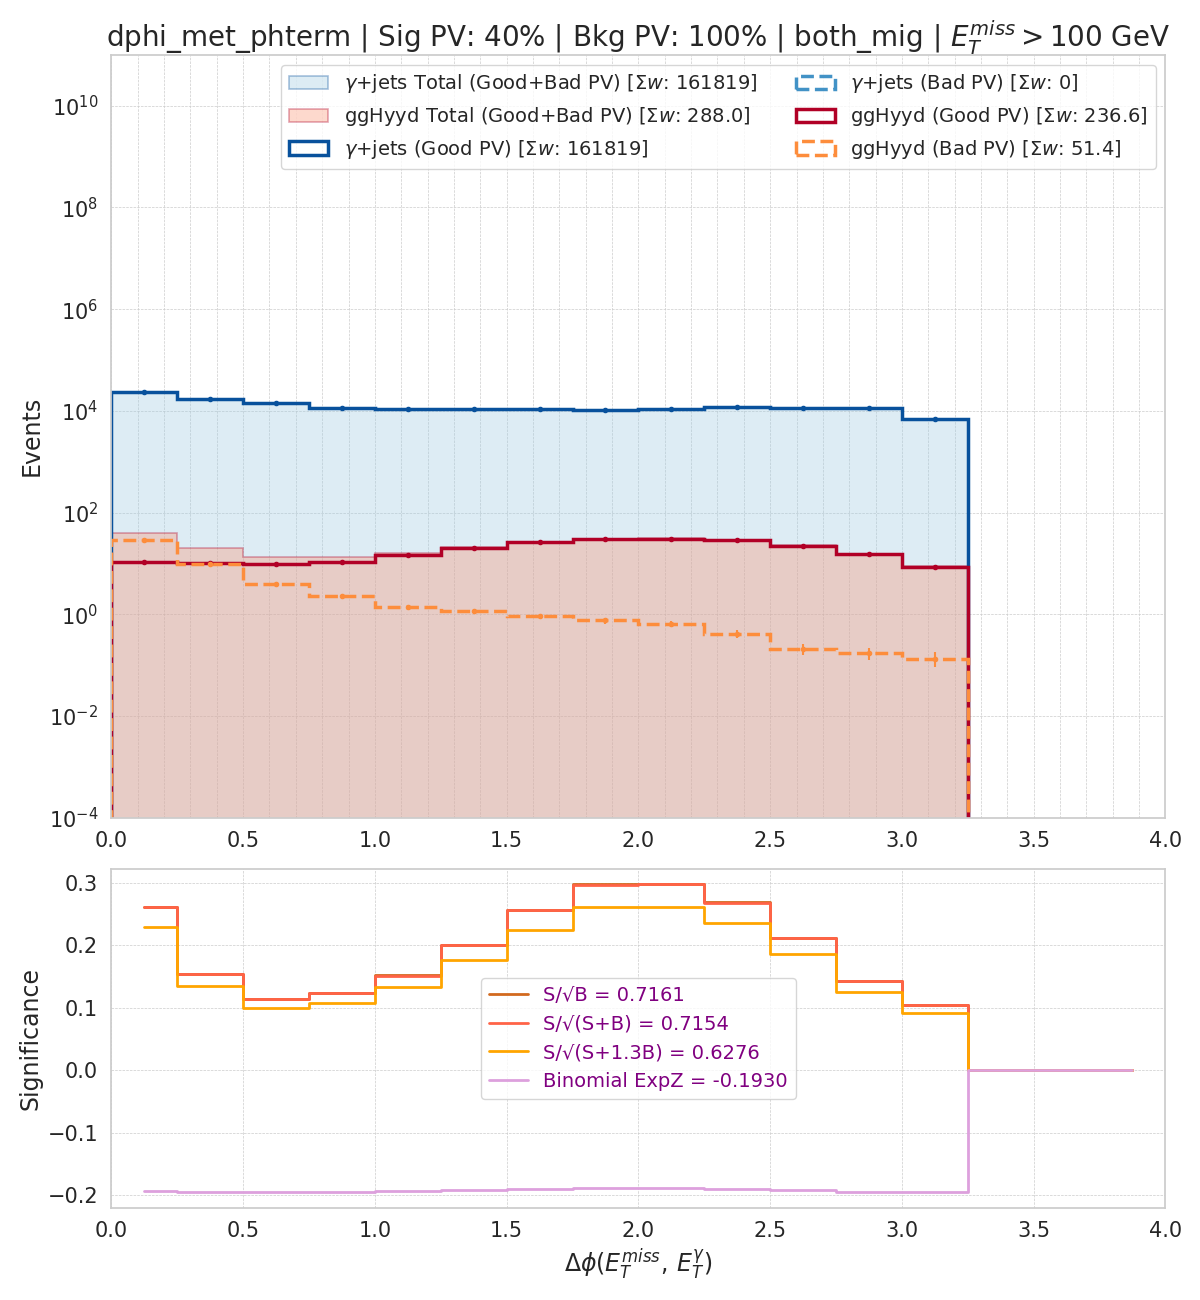 dphi_met_phterm | Sig PV: 40% | Bkg PV: 100% | both_mig | $E_T^{miss} > 100$ GeV
γ+jets Total (Good+Bad PV) [Σw: 161819]
ggHyyd Total (Good+Bad PV) [Σw: 288.0]
γ+jets (Good PV) [Σw: 161819]
γ+jets (Bad PV) [Σw: 0]
ggHyyd (Good PV) [Σw: 236.6]
ggHyyd (Bad PV) [Σw: 51.4]
Events
10^{10}
10^{8}
10^{6}
10^{4}
10^{2}
10^{0}
10^{−2}
10^{−4}
0.0 0.5 1.0 1.5 2.0 2.5 3.0 3.5 4.0
Significance
0.3
0.2
0.1
0.0
−0.1
−0.2
S/√B = 0.7161
S/√(S+B) = 0.7154
S/√(S+1.3B) = 0.6276
Binomial ExpZ = -0.1930
0.0 0.5 1.0 1.5 2.0 2.5 3.0 3.5 4.0
$\Delta\phi(E_T^{miss}, E_T^{\gamma})$